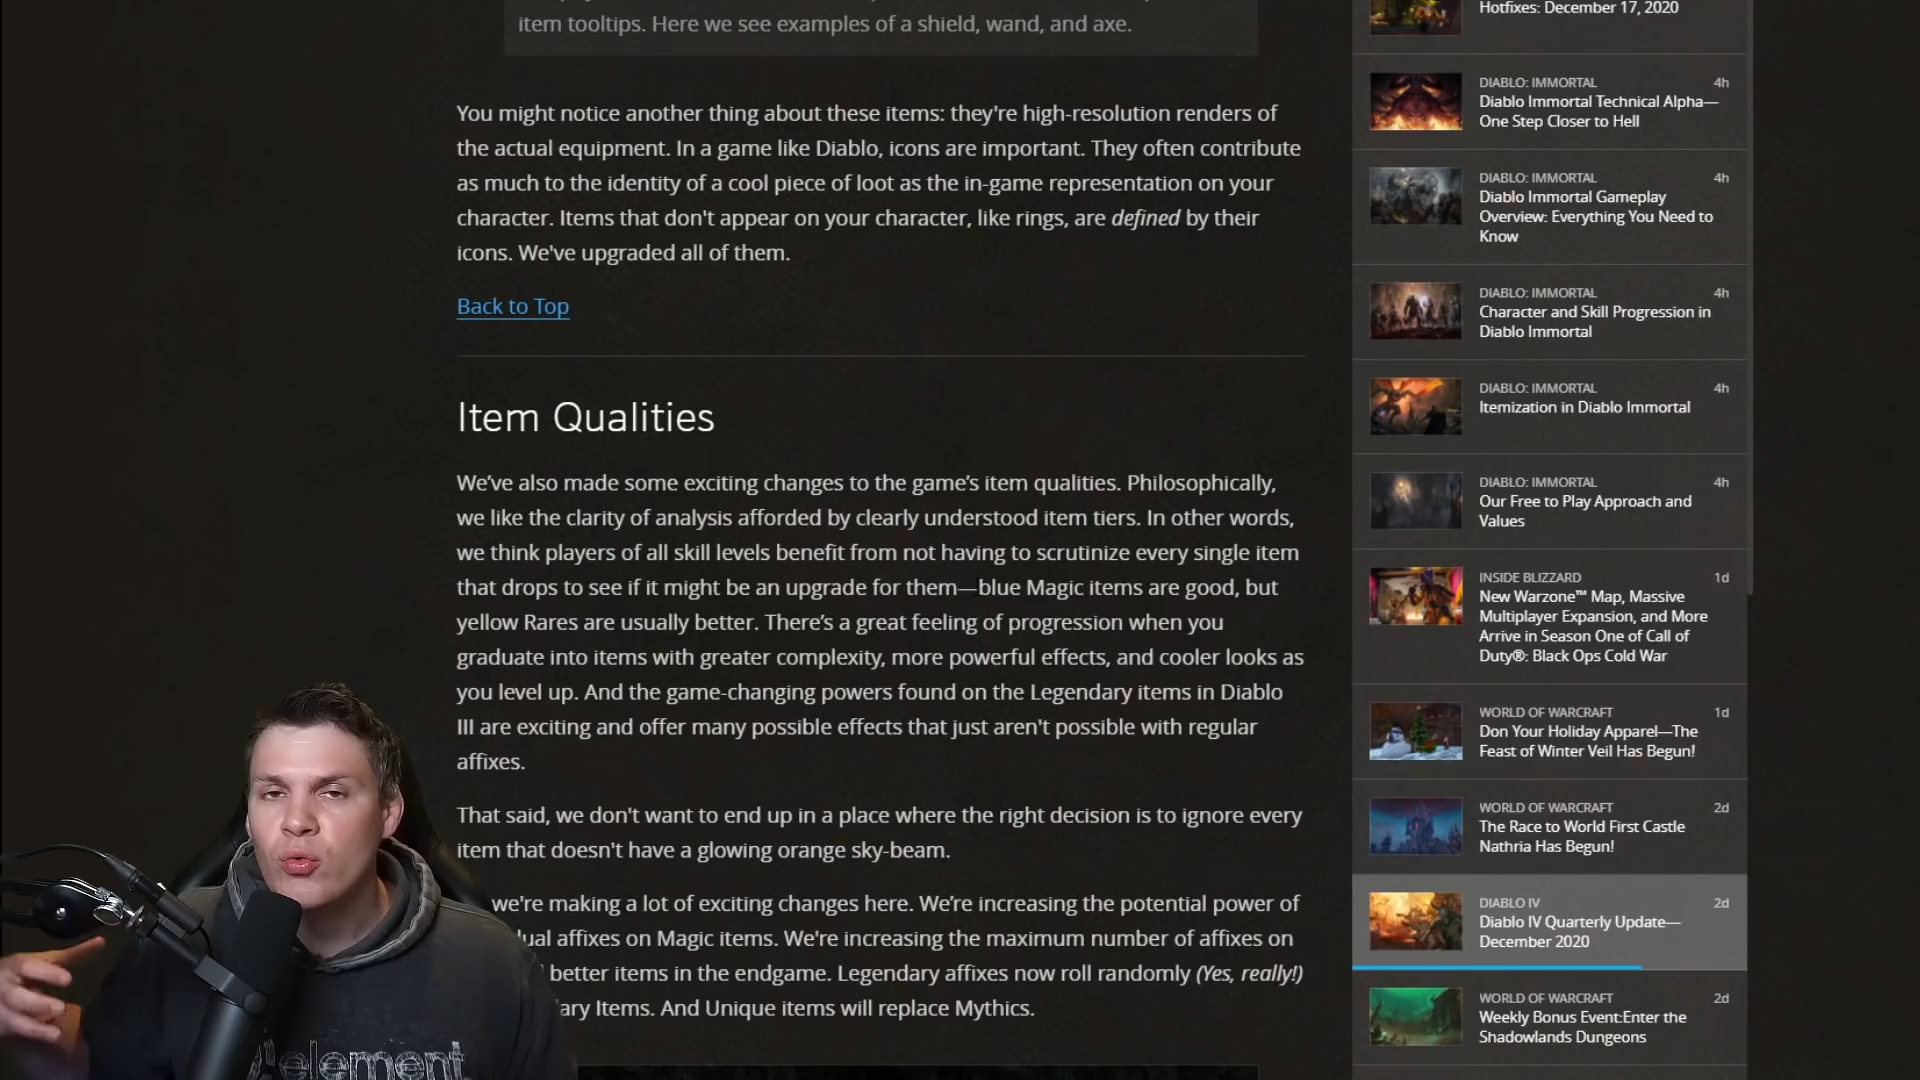 item tooltips. Here we see examples of a shield, wand, and axe.
You might notice another thing about these items: they're high-resolution renders of
the actual equipment. In a game like Diablo, icons are important. They often contribute
as much to the identity of a cool piece of loot as the in-game representation on your
character. Items that don't appear on your character, like rings, are defined by their
icons. We've upgraded all of them.
Back to Top
Item Qualities
We've also made some exciting changes to the game's item qualities. Philosophically,
we like the clarity of analysis afforded by clearly understood item tiers. In other words,
we think players of all skill levels benefit from not having to scrutinize every single item
that drops to see if it might be an upgrade for them—blue Magic items are good, but
yellow Rares are usually better. There's a great feeling of progression when you
graduate into items with greater complexity, more powerful effects, and cooler looks as
you level up. And the game-changing powers found on the Legendary items in Diablo
III are exciting and offer many possible effects that just aren't possible with regular
affixes.
That said, we don't want to end up in a place where the right decision is to ignore every
item that doesn't have a glowing orange sky-beam.
we're making a lot of exciting changes here. We're increasing the potential power of
affixes on Magic items. We're increasing the maximum number of affixes on
better items in the endgame. Legendary affixes now roll randomly (Yes, really!)
Items. And Unique items will replace Mythics.
element
Hotfixes: December 17, 2020
DIABLO: IMMORTAL 4h
Diablo Immortal Technical Alpha—
One Step Closer to Hell
DIABLO: IMMORTAL 4h
Diablo Immortal Gameplay
Overview: Everything You Need to
Know
DIABLO: IMMORTAL 4h
Character and Skill Progression in
Diablo Immortal
DIABLO: IMMORTAL 4h
Itemization in Diablo Immortal
DIABLO: IMMORTAL 4h
Our Free to Play Approach and
Values
INSIDE BLIZZARD 1d
New Warzone™ Map, Massive
Multiplayer Expansion, and More
Arrive in Season One of Call of
Duty®: Black Ops Cold War
WORLD OF WARCRAFT 1d
Don Your Holiday Apparel—The
Feast of Winter Veil Has Begun!
WORLD OF WARCRAFT 2d
The Race to World First Castle
Nathria Has Begun!
DIABLO IV 2d
Diablo IV Quarterly Update—
December 2020
WORLD OF WARCRAFT 2d
Weekly Bonus Event:Enter the
Shadowlands Dungeons